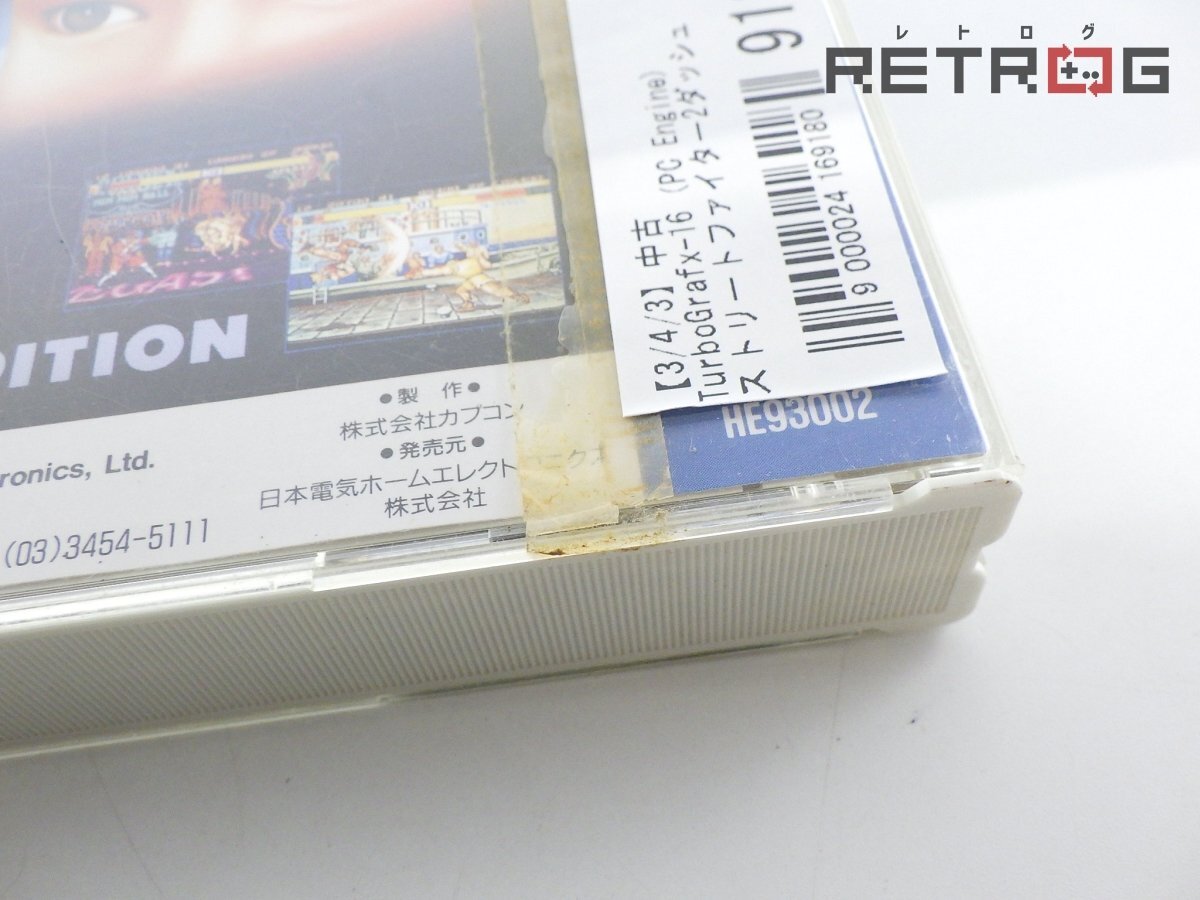 レトロゲ
RETROG
91
【3/4/3】中古
TurboGrafx-16 (PC Engine)
ストリートファイター2ダッシュ
9 000024 169180
HE93002
DITION
●製 作●
株式会社カプコン
●発売元●
日本電気ホームエレクトロニクス
株式会社
ronics, Ltd.
(03)3454-5111